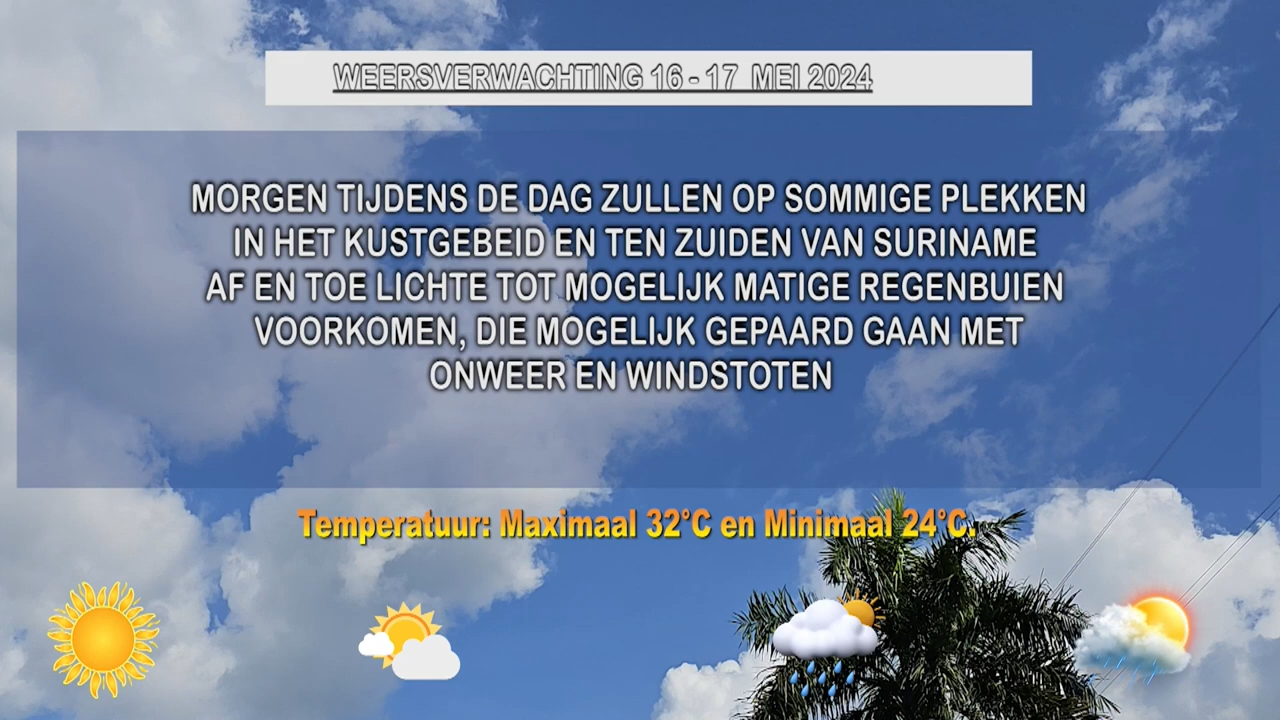 WEERSVERWACHTING 16 - 17 MEI 2024
MORGEN TIJDENS DE DAG ZULLEN OP SOMMIGE PLEKKEN
IN HET KUSTGEBEID EN TEN ZUIDEN VAN SURINAME
AF EN TOE LICHTE TOT MOGELIJK MATIGE REGENBUIEN
VOORKOMEN, DIE MOGELIJK GEPAARD GAAN MET
ONWEER EN WINDSTOTEN
Temperatuur: Maximaal 32°C en Minimaal 24°C.